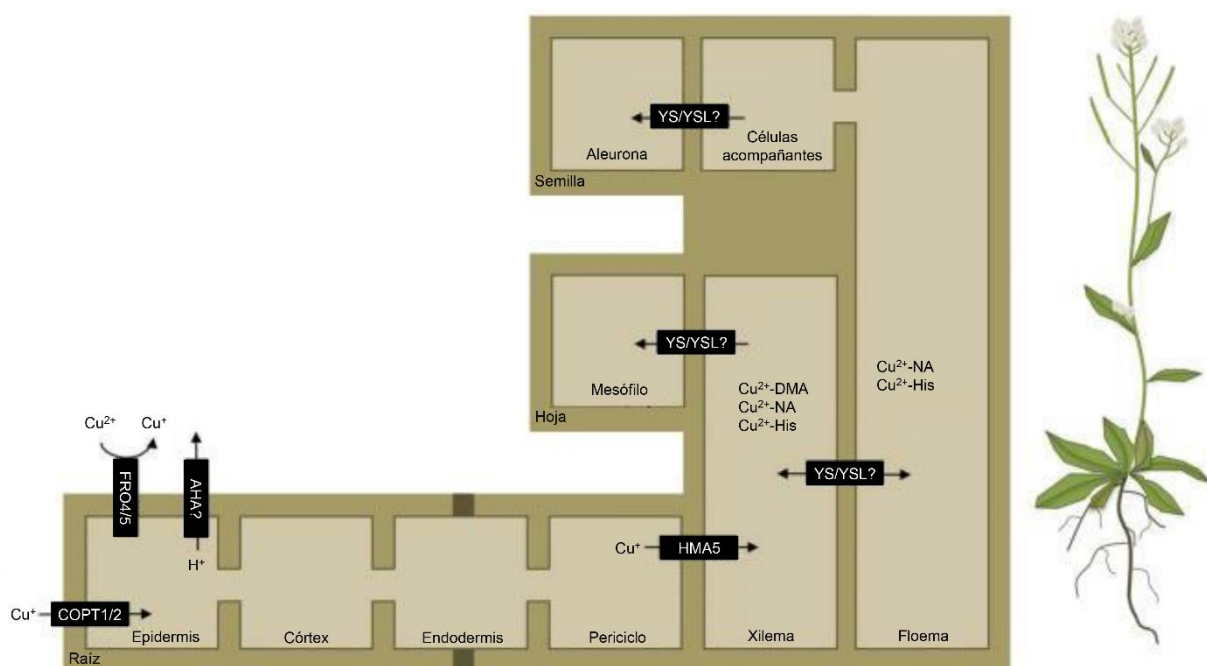 YS/YSL?
Aleurona
Células
acompañantes
Semilla
YS/YSL?
Mesófilo
Hoja
Cu²⁺-DMA
Cu²⁺-NA
Cu²⁺-His
Cu²⁺-NA
Cu²⁺-His
YS/YSL?
Cu²⁺
Cu⁺
FRO4/5
AHA?
H⁺
Cu⁺
HMA5
Cu⁺
COPT1/2
Epidermis
Córtex
Endodermis
Periciclo
Xilema
Floema
Raíz